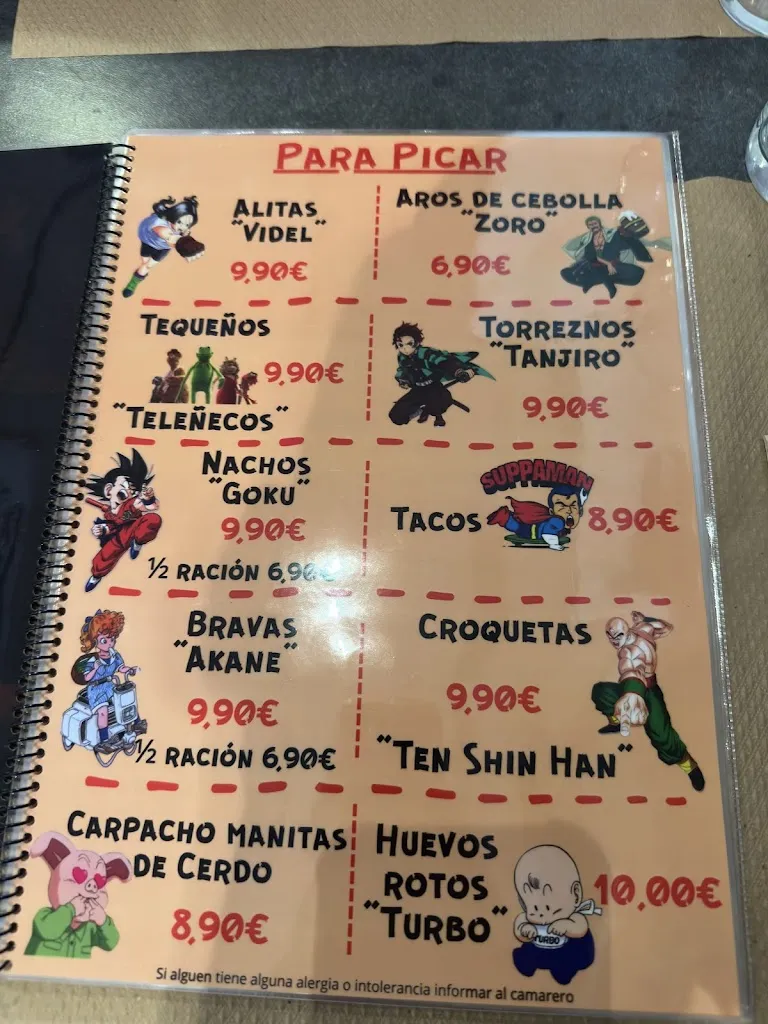 PARA PICAR
ALITAS
"VIDEL"
9,90€
AROS DE CEBOLLA
"ZORO"
6,90€
TEQUEÑOS
9,90€
"TELEÑECOS"
TORREZNOS
"TANJIRO"
9,90€
NACHOS
"GOKU"
9,90€
½ RACIÓN 6,90€
SUPPAMAN
TACOS
8,90€
BRAVAS
"AKANE"
9,90€
½ RACIÓN 6,90€
CROQUETAS
9,90€
"TEN SHIN HAN"
CARPACHO MANITAS
DE CERDO
8,90€
HUEVOS
ROTOS
"TURBO"
10,00€
TURBO
Si alguen tiene alguna alergia o intolerancia informar al camarero